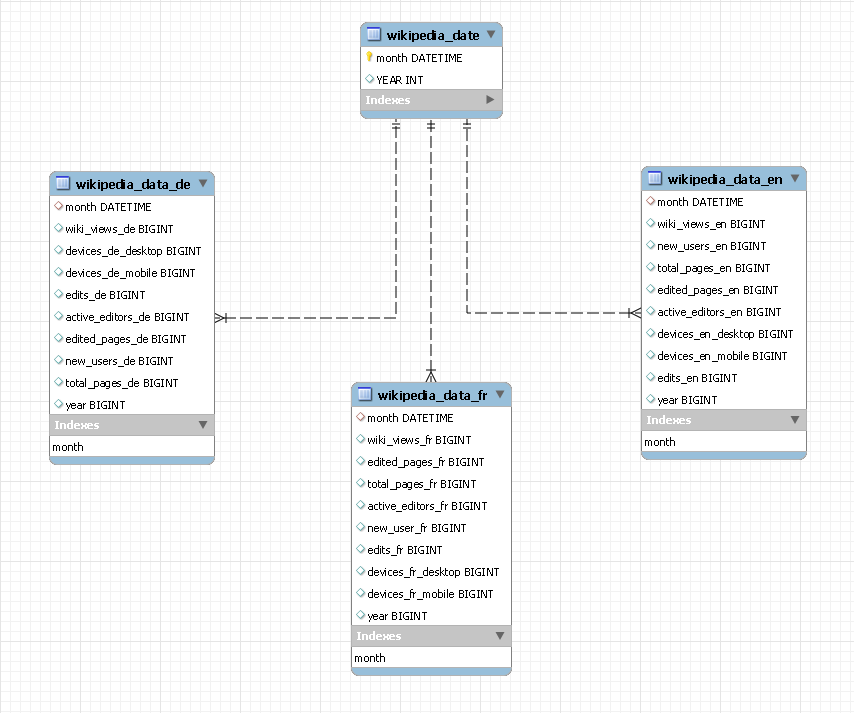 wikipedia_date
month DATETIME
YEAR INT
Indexes
wikipedia_data_de
month DATETIME
wiki_views_de BIGINT
devices_de_desktop BIGINT
devices_de_mobile BIGINT
edits_de BIGINT
active_editors_de BIGINT
edited_pages_de BIGINT
new_users_de BIGINT
total_pages_de BIGINT
year BIGINT
Indexes
month
wikipedia_data_fr
month DATETIME
wiki_views_fr BIGINT
edited_pages_fr BIGINT
total_pages_fr BIGINT
active_editors_fr BIGINT
new_user_fr BIGINT
edits_fr BIGINT
devices_fr_desktop BIGINT
devices_fr_mobile BIGINT
year BIGINT
Indexes
month
wikipedia_data_en
month DATETIME
wiki_views_en BIGINT
new_users_en BIGINT
total_pages_en BIGINT
edited_pages_en BIGINT
active_editors_en BIGINT
devices_en_desktop BIGINT
devices_en_mobile BIGINT
edits_en BIGINT
year BIGINT
Indexes
month